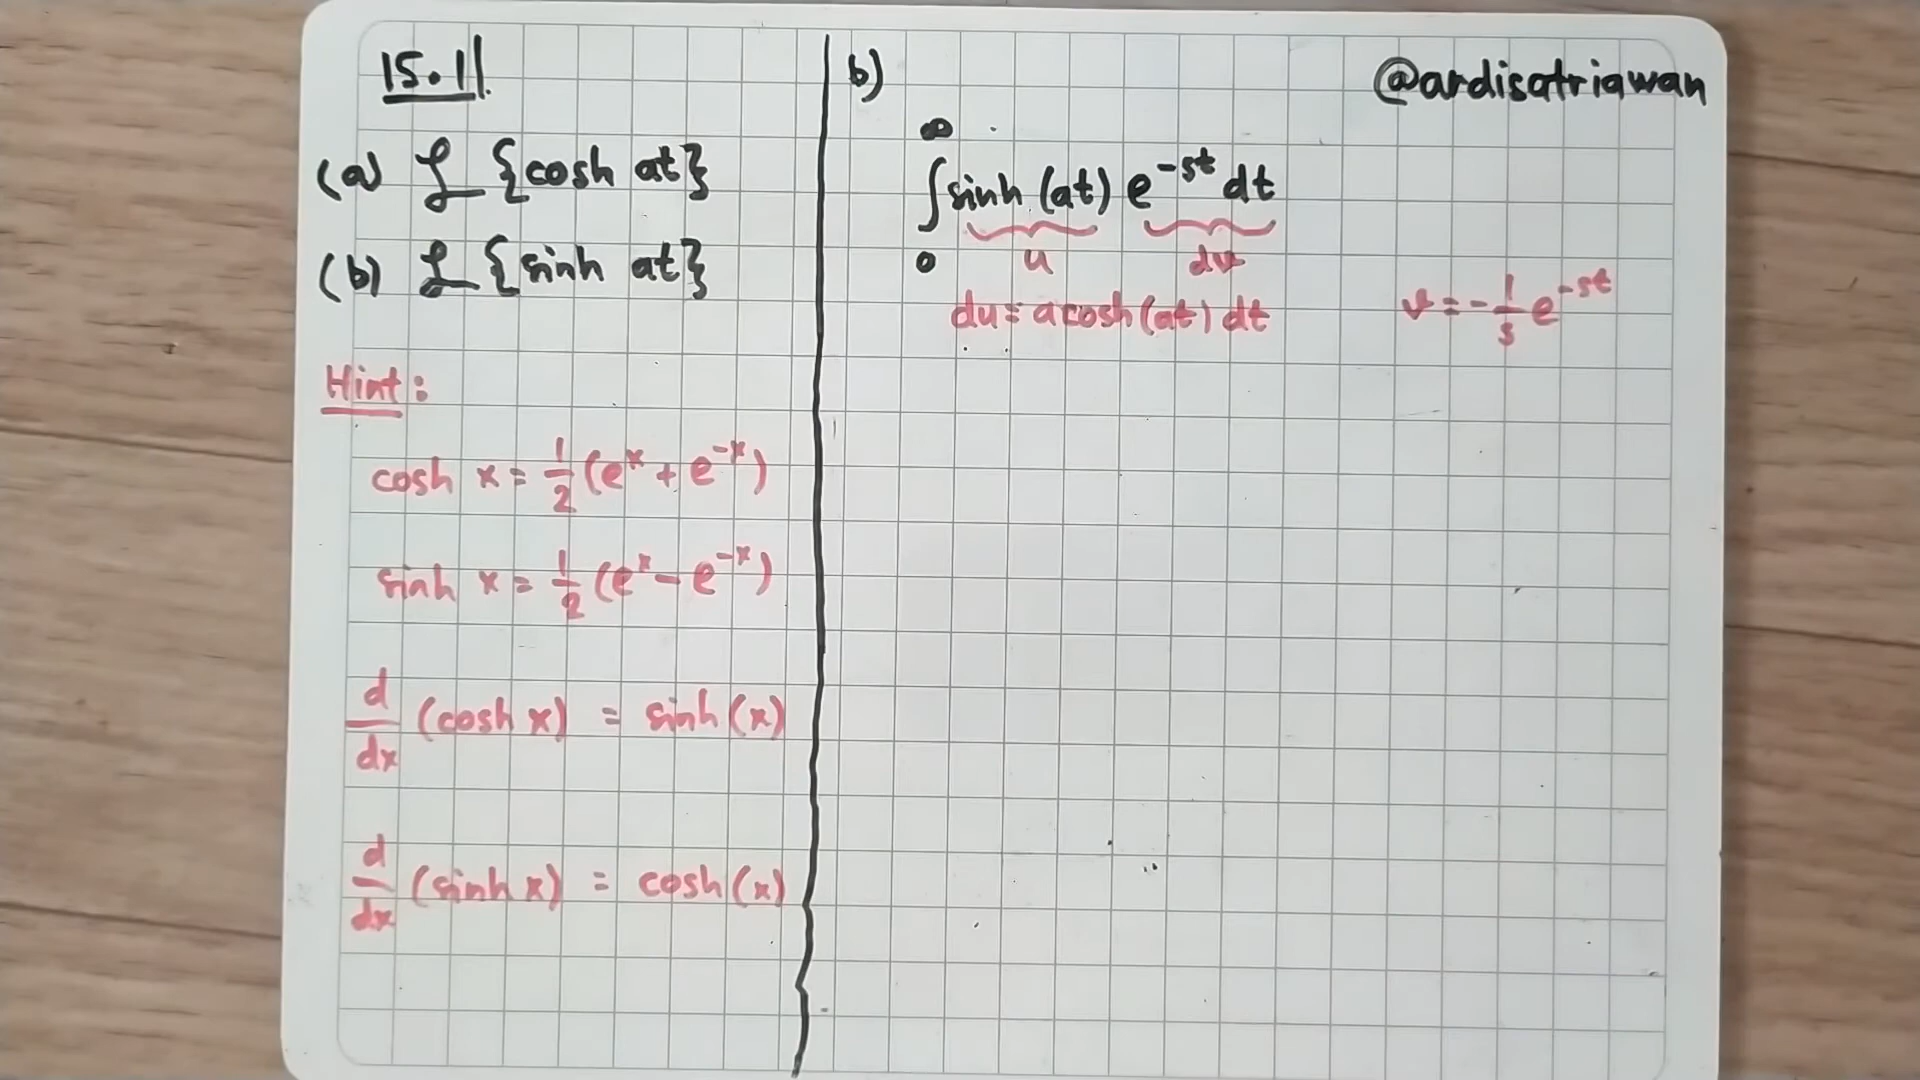 15.1
(a) ℒ {cosh at}
(b) ℒ {sinh at}
Hint:
cosh x = 1/2 (e^x + e^-x)
sinh x = 1/2 (e^x - e^-x)
d/dx (cosh x) = sinh (x)
d/dx (sinh x) = cosh (x)
b)
@ardisatriawan
∫₀^∞ sinh (at) e^-st dt
u dv
du = a cosh (at) dt v = - 1/s e^-st